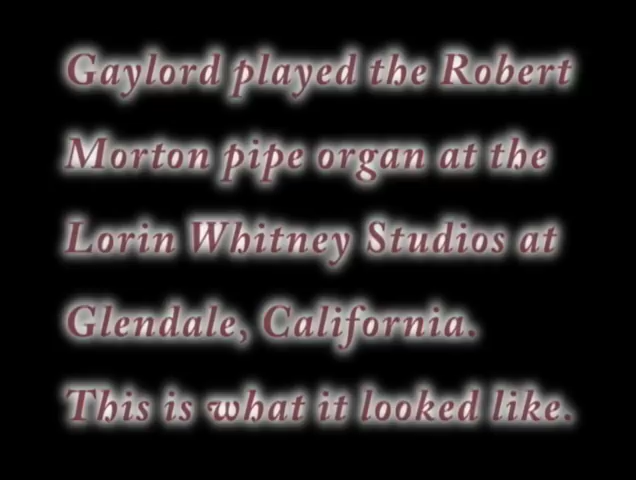 Gaylord played the Robert
Morton pipe organ at the
Lorin Whitney Studios at
Glendale, California.
This is what it looked like.